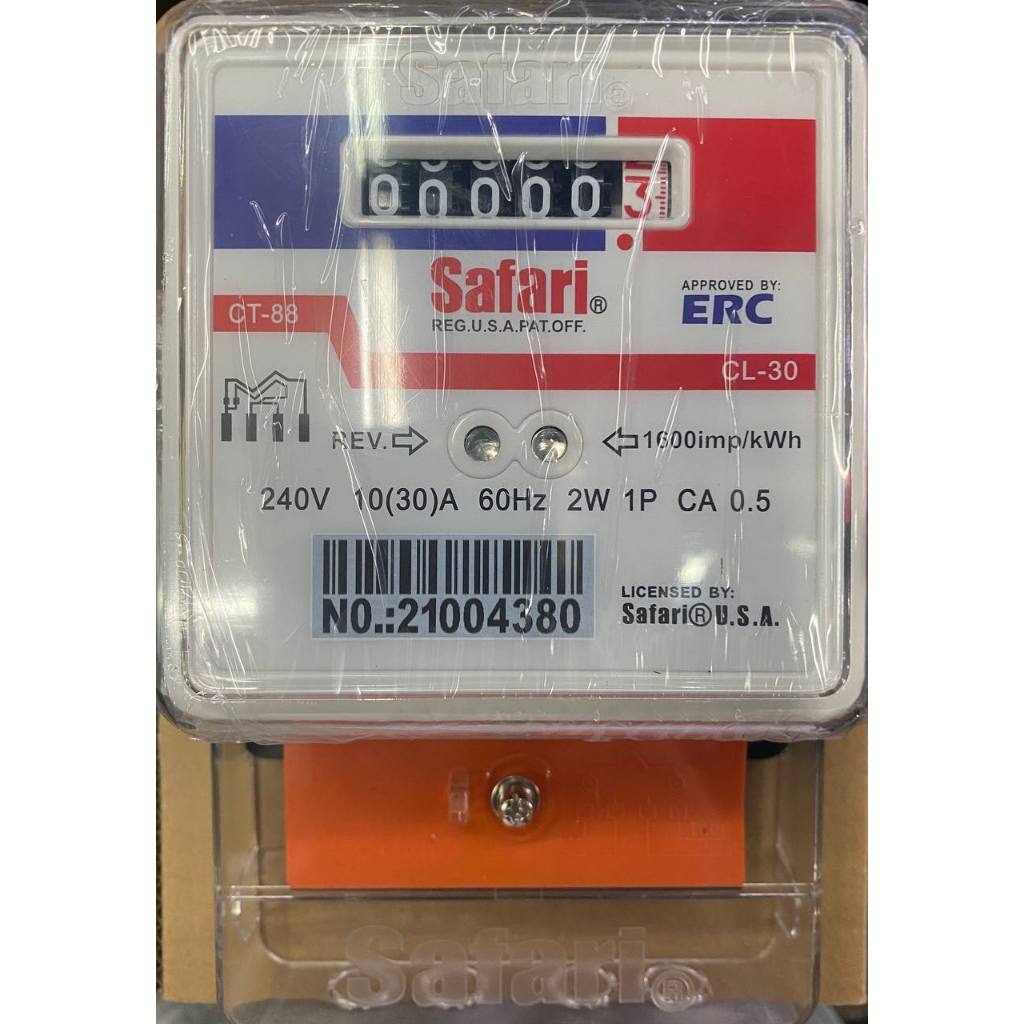 Safari®
000003
Safari®
REG.U.S.A.PAT.OFF.
APPROVED BY:
ERC
CT-88
CL-30
REV.⇨
⇦1600imp/kWh
240V 10(30)A 60Hz 2W 1P CA 0.5
NO.:21004380
LICENSED BY:
Safari® U.S.A.
Safari®